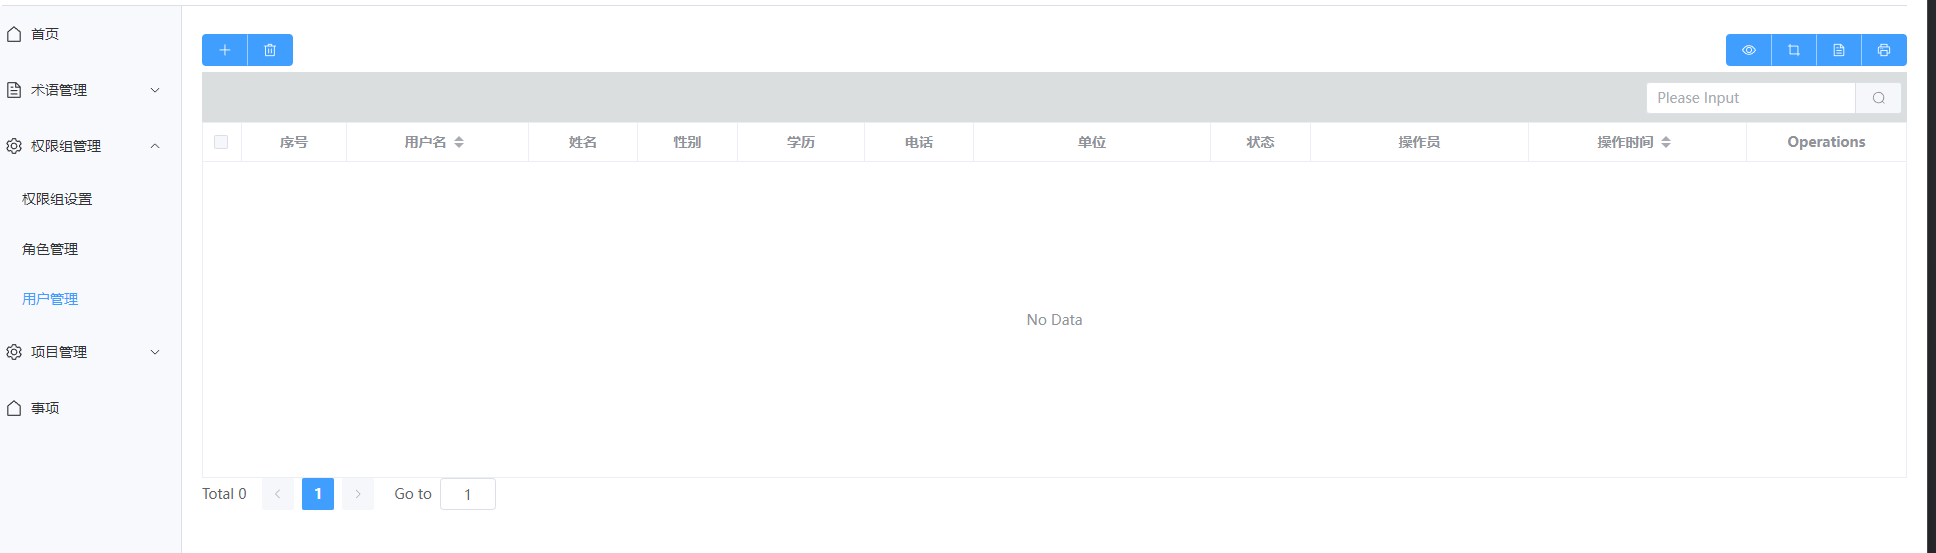 首页
术语管理
权限组管理
权限组设置
角色管理
用户管理
项目管理
事项
Please Input
序号 用户名 姓名 性别 学历 电话 单位 状态 操作员 操作时间 Operations
No Data
Total 0 1 Go to 1